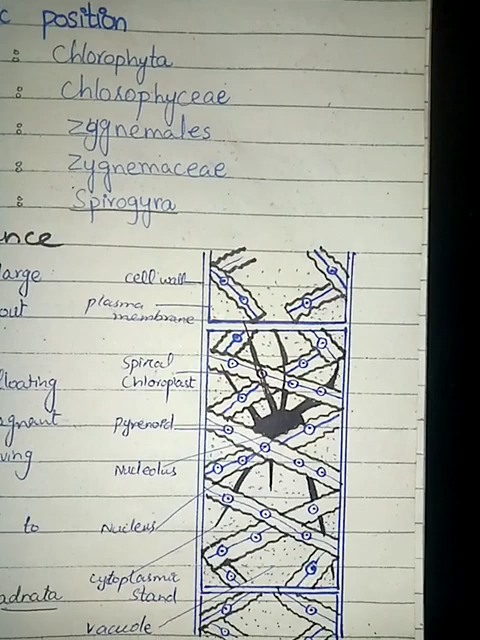 c position
: Chlorophyta
: Chlorophyceae
: Zygnemales
: Zygnemaceae
: Spirogyra
nce
large
cell wall
out
plasma
membrane
Spiral
Chloroplast
loating
Pyrenoid
gnant
ving
Nucleolus
to
Nucleus
Cytoplasmic
Stand
adrata
Vacuole